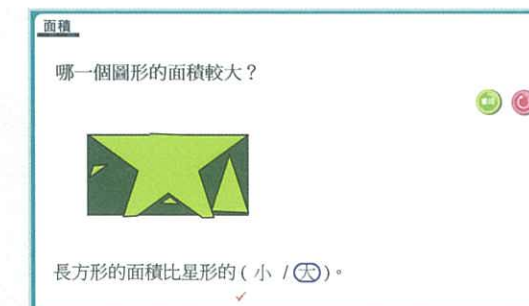 面積
哪一個圖形的面積較大？
長方形的面積比星形的 ( 小 / 大 )。